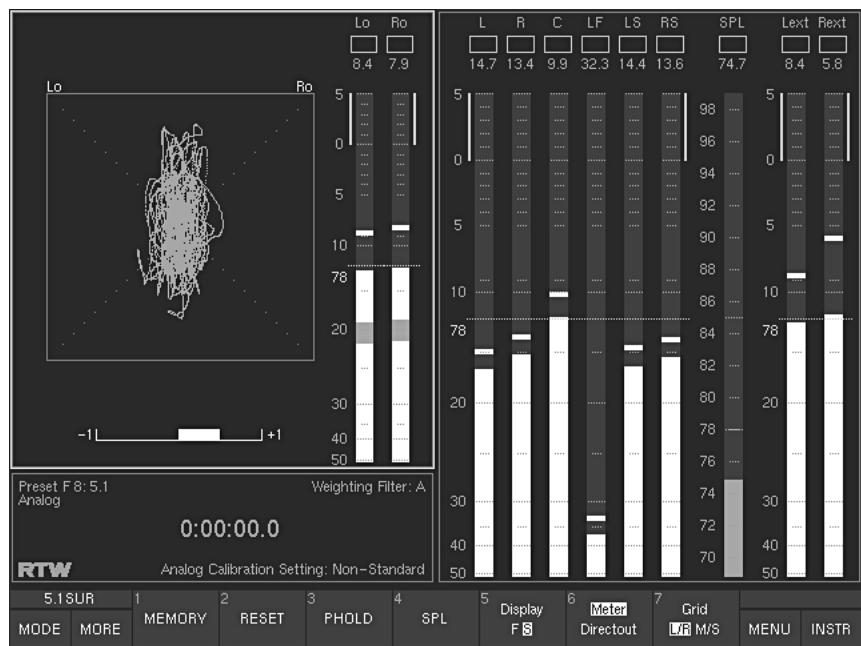 Lo Ro
8.4 7.9
Lo Ro
5
0
5
10
78
20
30
40
50
-1 +1
L R C LF LS RS SPL Lext Rext
14.7 13.4 9.9 32.3 14.4 13.6 74.7 8.4 5.8
5
0
5
10
78
20
30
40
50
98
96
94
92
90
88
86
84
82
80
78
76
74
72
70
5
0
5
10
78
20
30
40
50
Preset F 8: 5.1 Weighting Filter: A
Analog
0:00:00.0
RTW Analog Calibration Setting: Non-Standard
5.1SUR
MODE MORE
1 MEMORY
2 RESET
3 PHOLD
4 SPL
5 Display
F S
6 Meter
Directout
7 Grid
L/R M/S
MENU INSTR